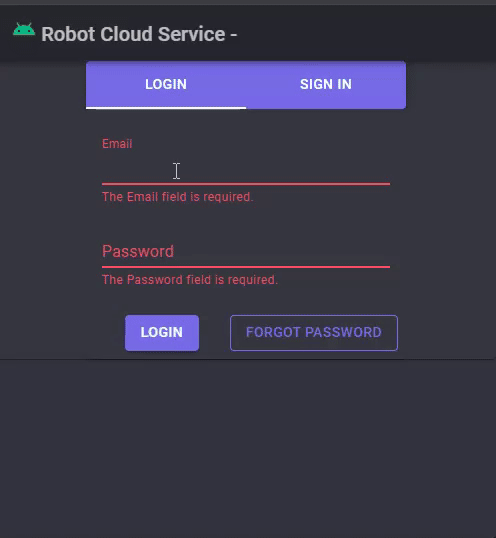 Robot Cloud Service -
LOGIN SIGN IN
Email
The Email field is required.
Password
The Password field is required.
LOGIN FORGOT PASSWORD